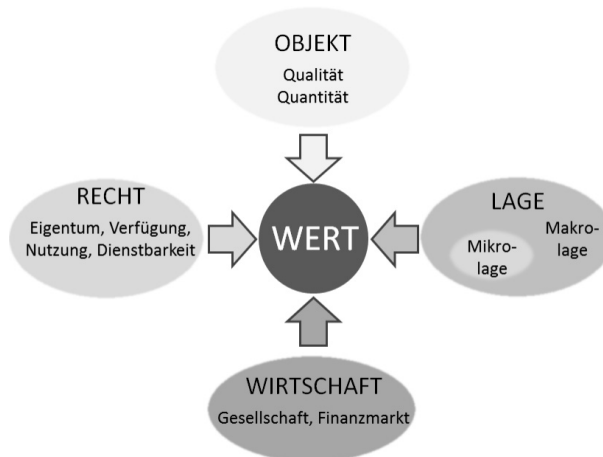 OBJEKT
Qualität
Quantität
RECHT
Eigentum, Verfügung,
Nutzung, Dienstbarkeit
WERT
LAGE
Mikro-
lage
Makro-
lage
WIRTSCHAFT
Gesellschaft, Finanzmarkt